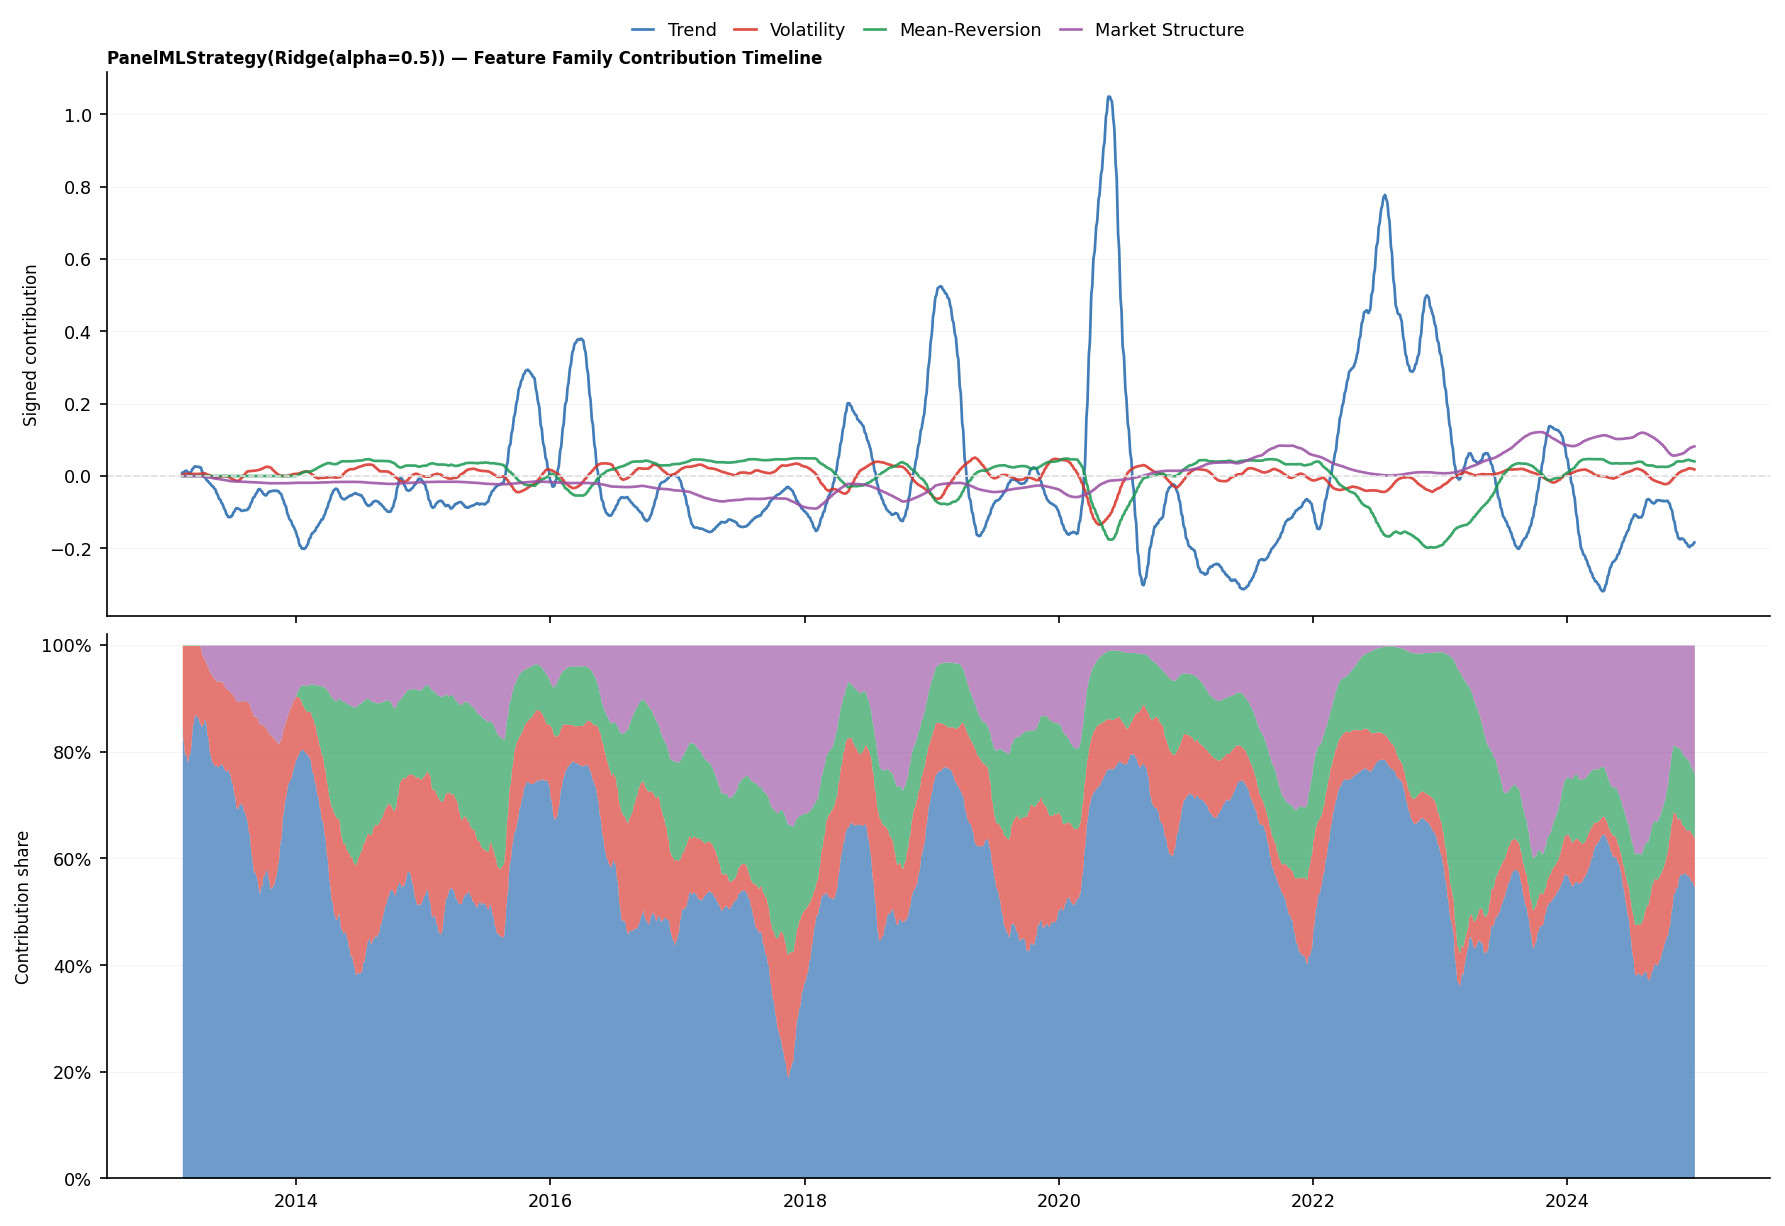 Trend Volatility Mean-Reversion Market Structure
PanelMLStrategy(Ridge(alpha=0.5)) — Feature Family Contribution Timeline
Signed contribution
1.0
0.8
0.6
0.4
0.2
0.0
−0.2
Contribution share
100%
80%
60%
40%
20%
0%
2014 2016 2018 2020 2022 2024